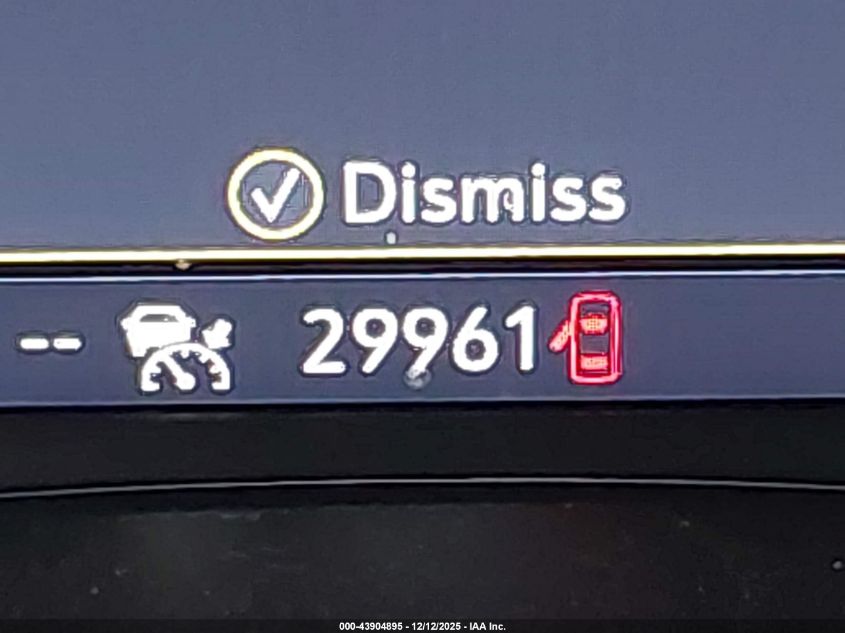 Dismiss
-- 29961
000-43904895 - 12/12/2025 - IAA Inc.